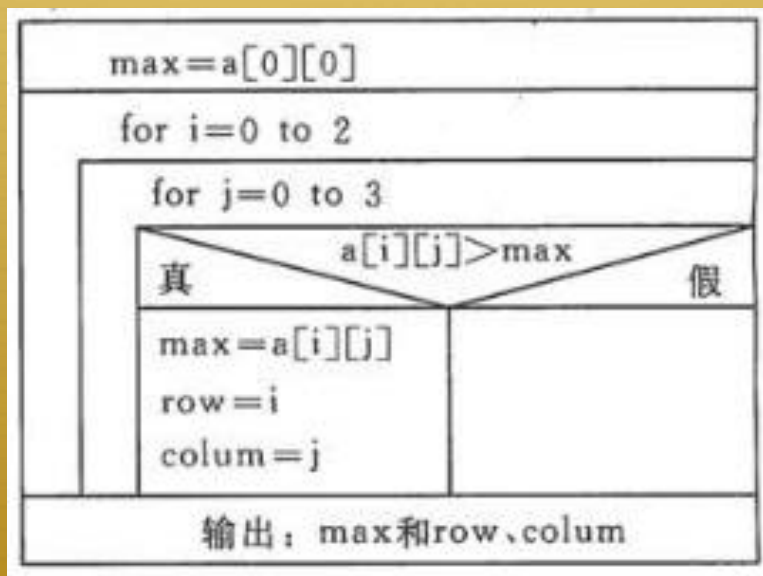 max=a[0][0]
for i=0 to 2
for j=0 to 3
a[i][j]>max
真
假
max=a[i][j]
row=i
colum=j
输出：max和row、colum